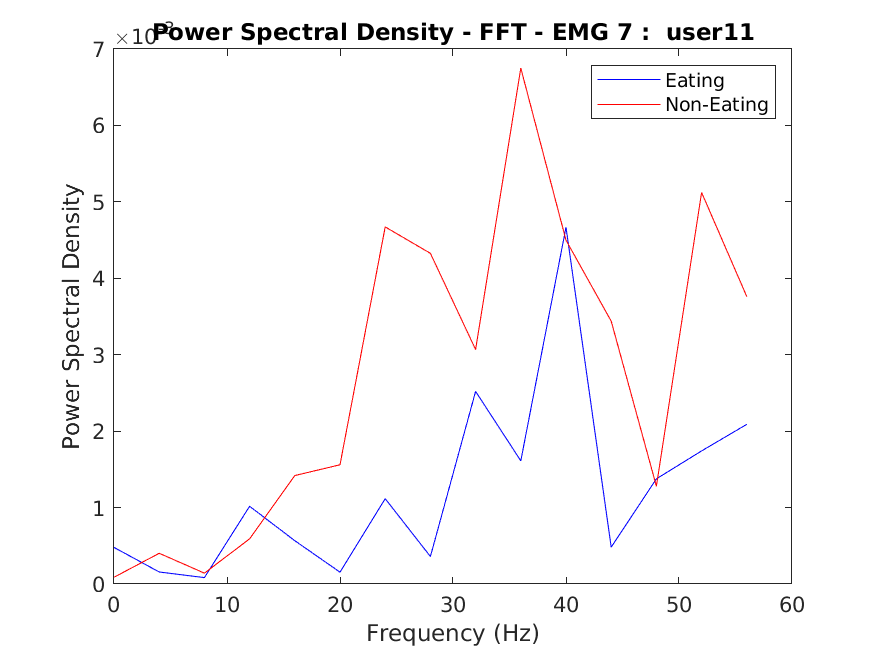 ×10
Power Spectral Density - FFT - EMG 7 : user11
7
6
5
4
3
2
1
0
Power Spectral Density
Eating
Non-Eating
0 10 20 30 40 50 60
Frequency (Hz)